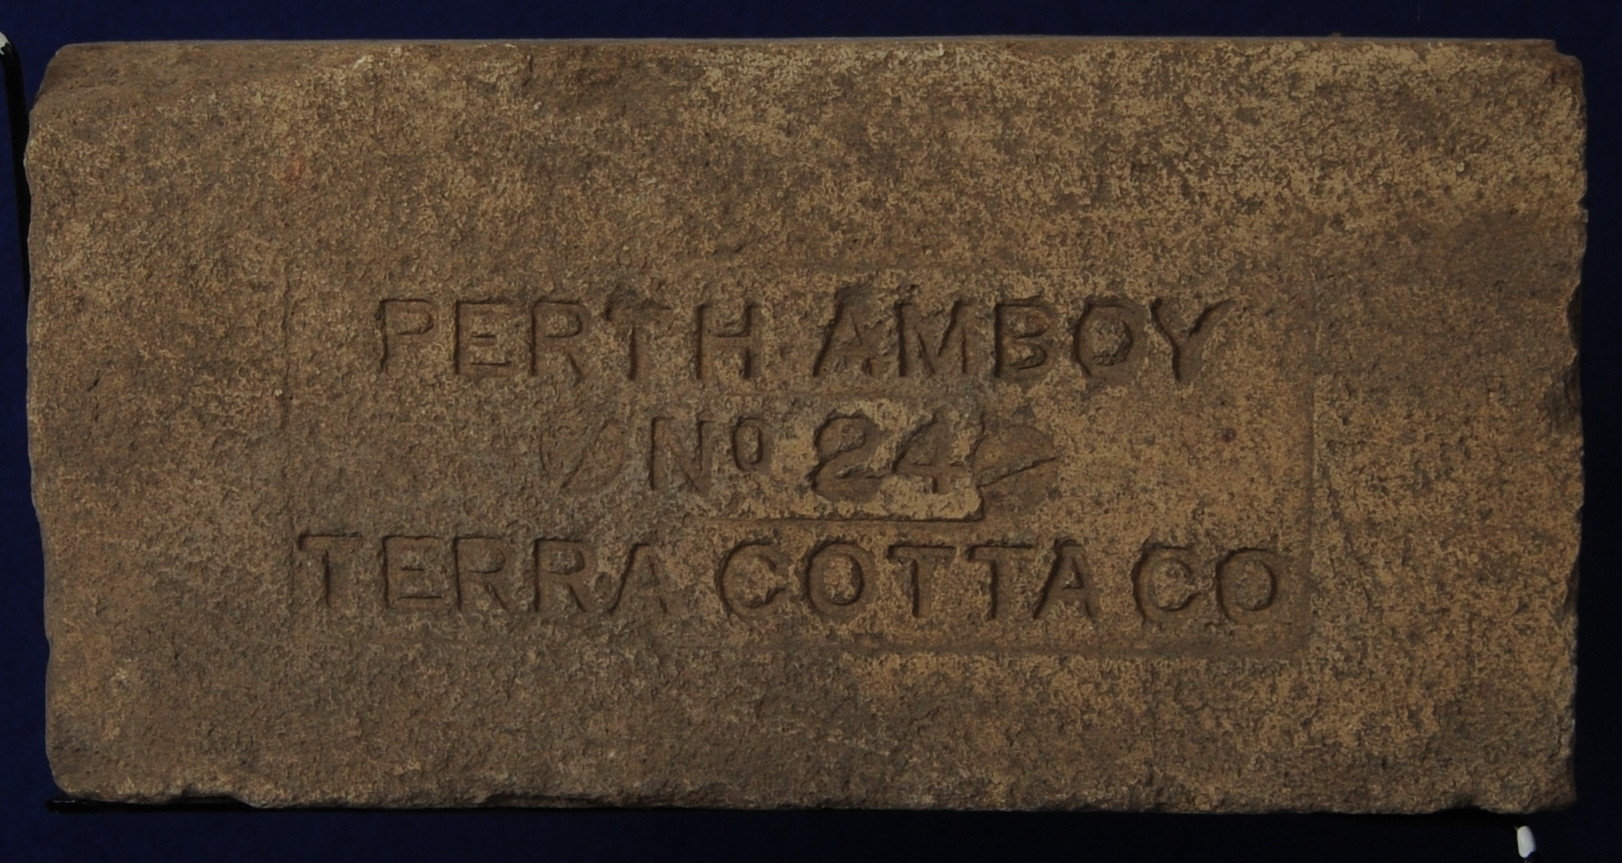 PERTH AMBOY
Nº 24
TERRA COTTA CO